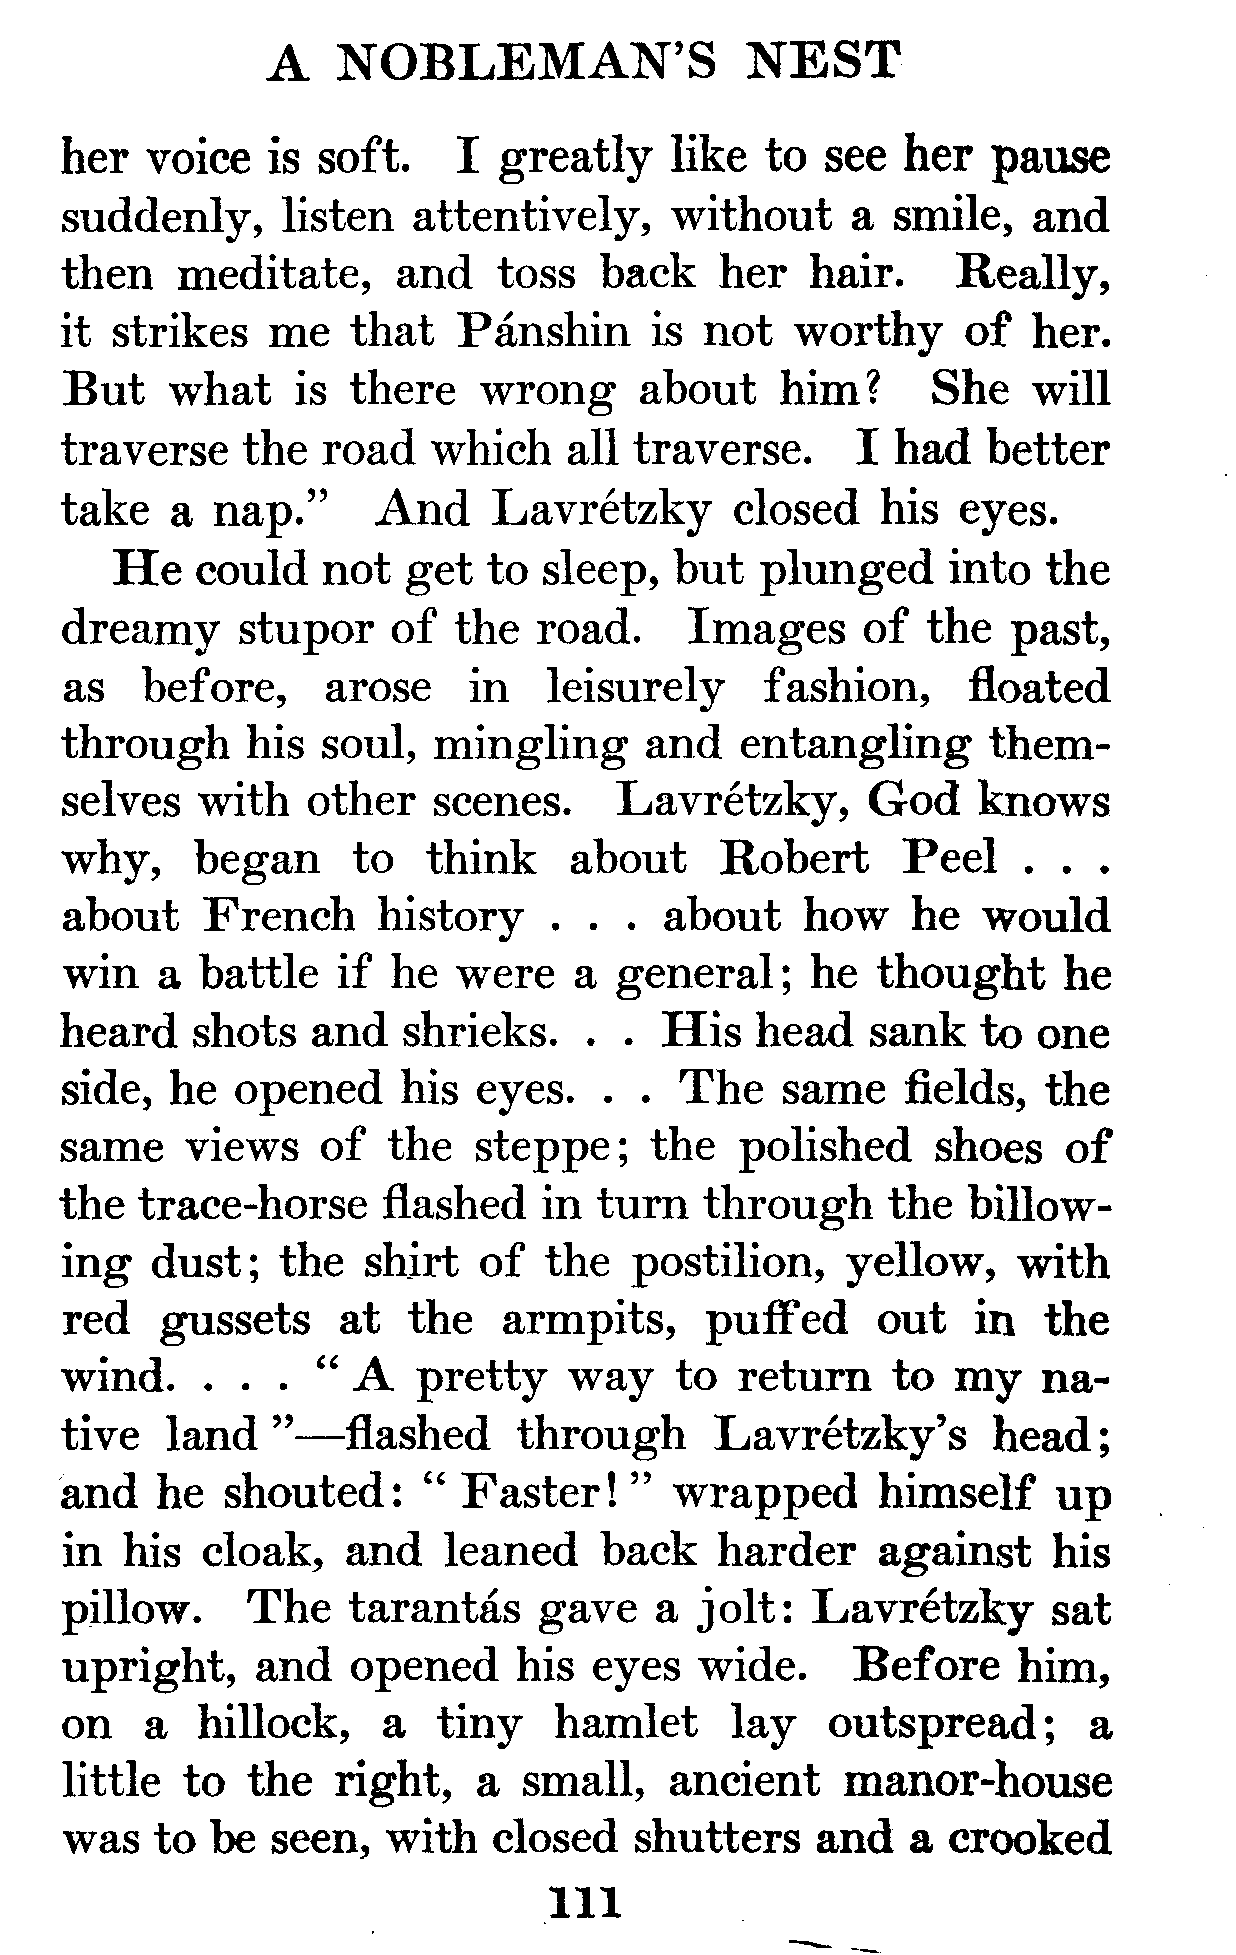 A NOBLEMAN'S NEST
her voice is soft. I greatly like to see her pause
suddenly, listen attentively, without a smile, and
then meditate, and toss back her hair. Really,
it strikes me that Pánshin is not worthy of her.
But what is there wrong about him? She will
traverse the road which all traverse. I had better
take a nap.” And Lavrétzky closed his eyes.
He could not get to sleep, but plunged into the
dreamy stupor of the road. Images of the past,
as before, arose in leisurely fashion, floated
through his soul, mingling and entangling them-
selves with other scenes. Lavrétzky, God knows
why, began to think about Robert Peel . . .
about French history . . . about how he would
win a battle if he were a general; he thought he
heard shots and shrieks. . . His head sank to one
side, he opened his eyes. . . The same fields, the
same views of the steppe; the polished shoes of
the trace-horse flashed in turn through the billow-
ing dust; the shirt of the postilion, yellow, with
red gussets at the armpits, puffed out in the
wind. . . . “ A pretty way to return to my na-
tive land ”—flashed through Lavrétzky's head;
and he shouted: “ Faster! ” wrapped himself up
in his cloak, and leaned back harder against his
pillow. The tarantás gave a jolt: Lavrétzky sat
upright, and opened his eyes wide. Before him,
on a hillock, a tiny hamlet lay outspread; a
little to the right, a small, ancient manor-house
was to be seen, with closed shutters and a crooked
111